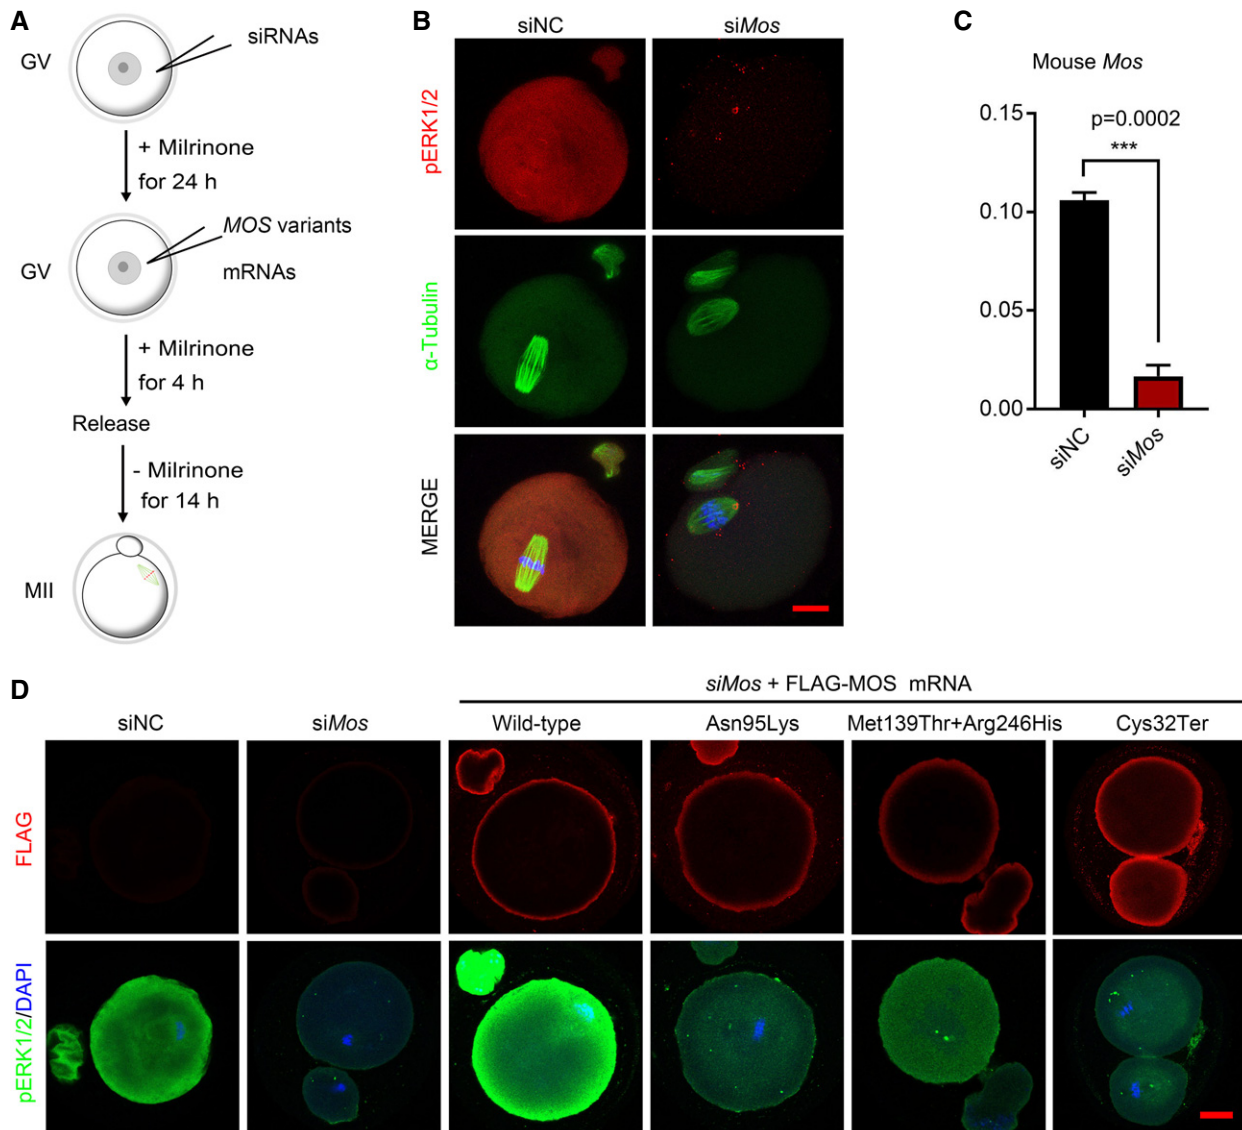 A
GV
siRNAs
+ Milrinone
for 24 h
GV
MOS variants
mRNAs
+ Milrinone
for 4 h
Release
- Milrinone
for 14 h
MII
B
siNC
siMos
pERK1/2
α-Tubulin
MERGE
C
Mouse Mos
p=0.0002
***
0.15
0.10
0.05
0.00
siNC
siMos
D
siMos + FLAG-MOS mRNA
siNC
siMos
Wild-type
Asn95Lys
Met139Thr+Arg246His
Cys32Ter
FLAG
pERK1/2/DAPI